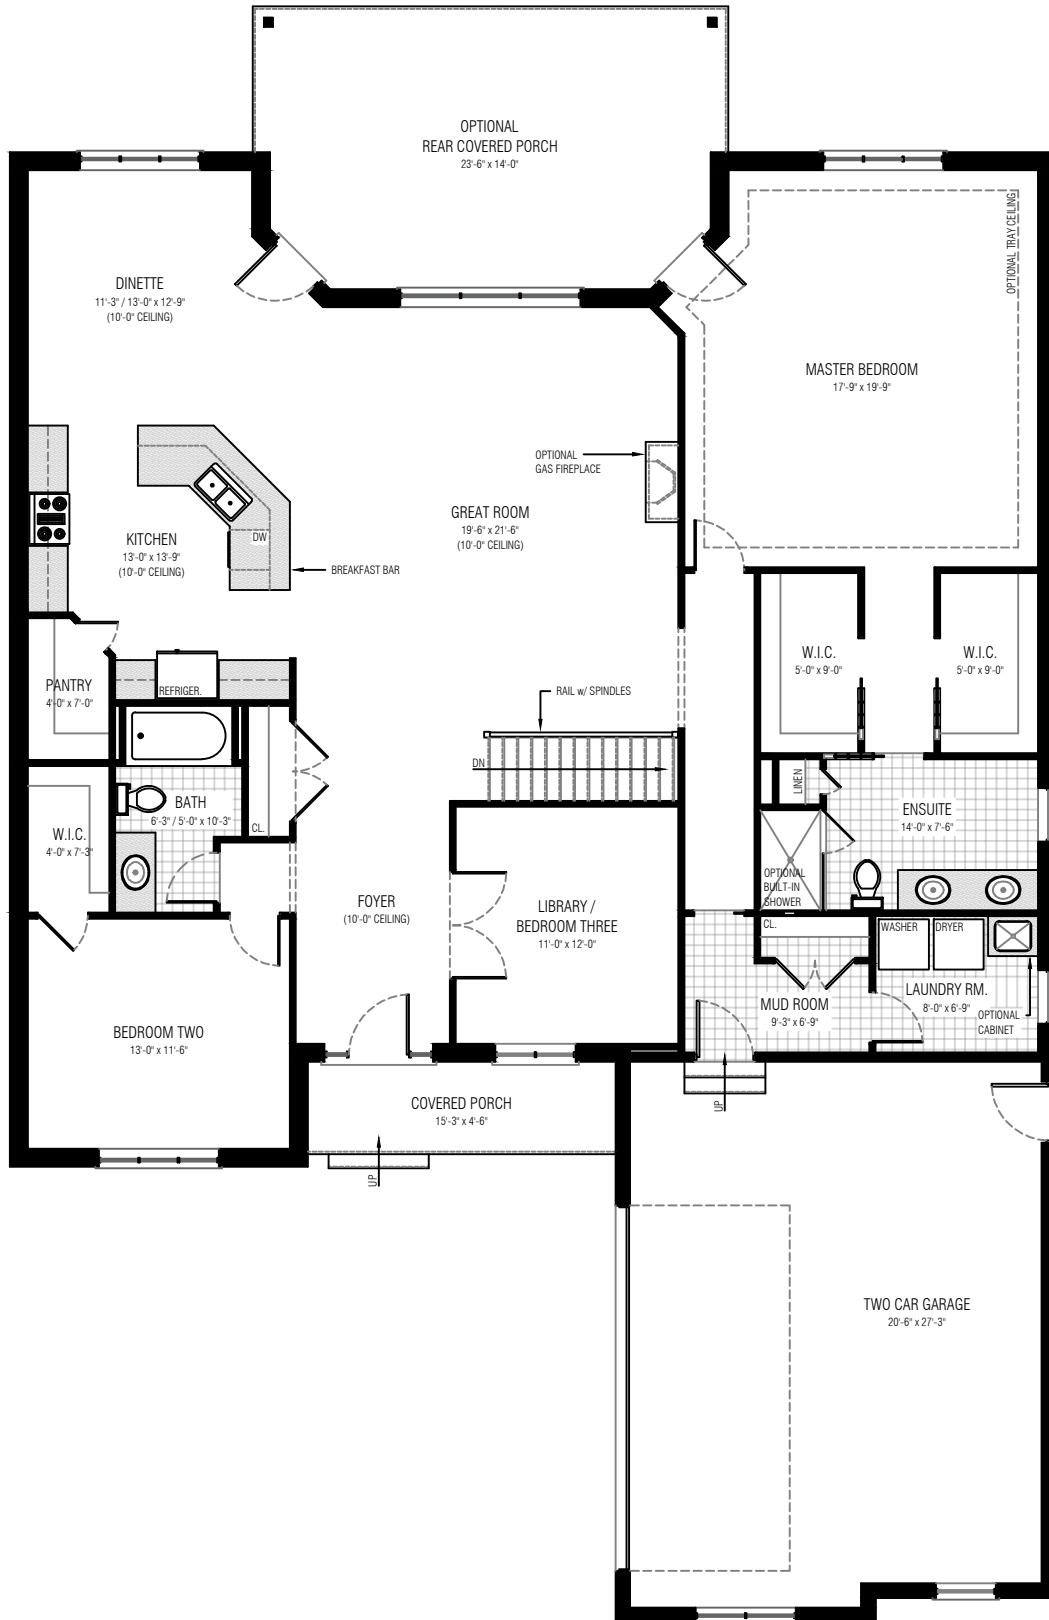 OPTIONAL
REAR COVERED PORCH
23'-6" x 14'-0"
OPTIONAL TRAY CEILING
DINETTE
11'-3" / 13'-0" x 12'-9"
(10'-0" CEILING)
MASTER BEDROOM
17'-9" x 19'-9"
OPTIONAL
GAS FIREPLACE
GREAT ROOM
19'-6" x 21'-6"
(10'-0" CEILING)
KITCHEN
13'-0" x 13'-9"
(10'-0" CEILING)
DW
BREAKFAST BAR
W.I.C.
5'-0" x 9'-0"
W.I.C.
5'-0" x 9'-0"
PANTRY
4'-0" x 7'-0"
REFRIGER.
RAIL w/ SPINDLES
DN
LINEN
BATH
6'-3" / 5'-0" x 10'-3"
CL.
W.I.C.
4'-0" x 7'-3"
ENSUITE
14'-0" x 7'-6"
OPTIONAL
BUILT-IN
SHOWER
FOYER
(10'-0" CEILING)
LIBRARY /
BEDROOM THREE
11'-0" x 12'-0"
CL.
WASHER
DRYER
LAUNDRY RM.
8'-0" x 6'-9"
OPTIONAL
CABINET
MUD ROOM
9'-3" x 6'-9"
BEDROOM TWO
13'-0" x 11'-6"
COVERED PORCH
15'-3" x 4'-6"
UP
UP
TWO CAR GARAGE
20'-6" x 27'-3"